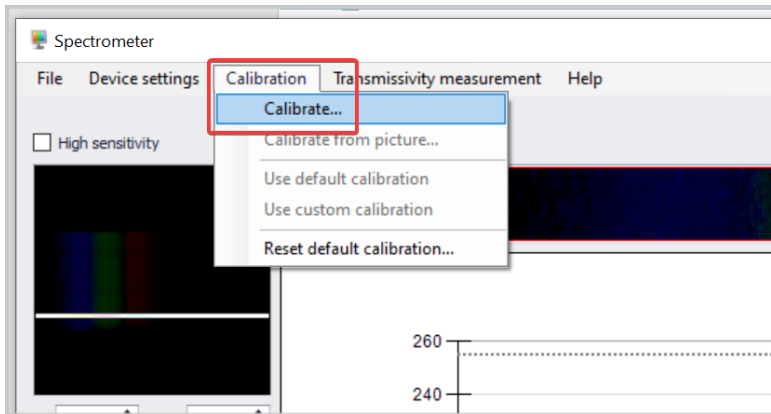 Spectrometer
File Device settings Calibration Transmissivity measurement Help
Calibrate...
High sensitivity
Calibrate from picture...
Use default calibration
Use custom calibration
Reset default calibration...
260
240